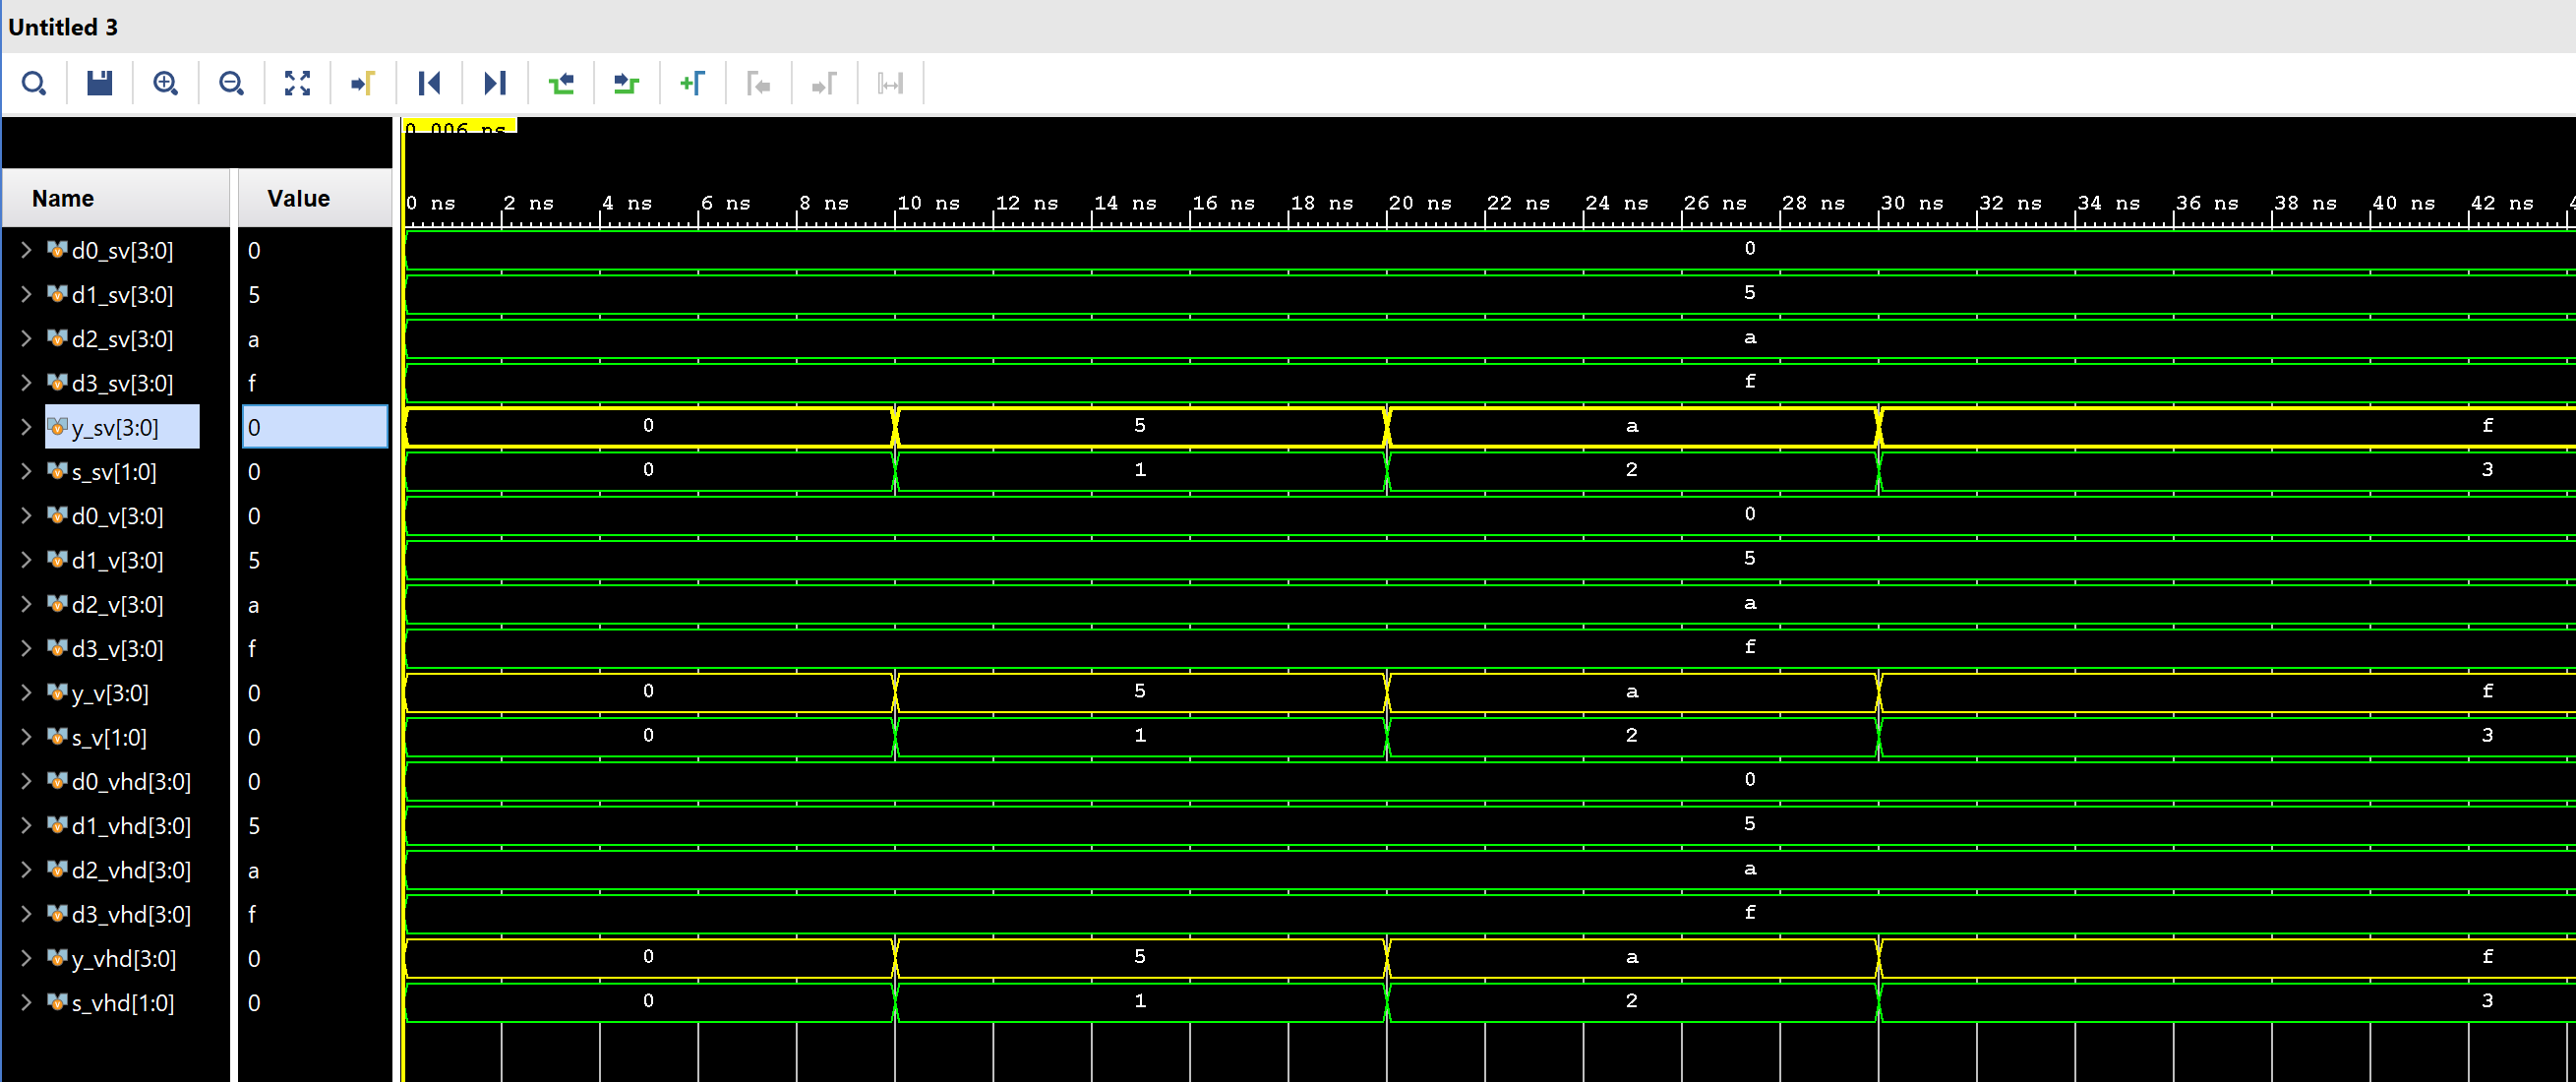 Untitled 3
0.006 ns
Name Value
0 ns 2 ns 4 ns 6 ns 8 ns 10 ns 12 ns 14 ns 16 ns 18 ns 20 ns 22 ns 24 ns 26 ns 28 ns 30 ns 32 ns 34 ns 36 ns 38 ns 40 ns 42 ns
d0_sv[3:0] 0 0
d1_sv[3:0] 5 5
d2_sv[3:0] a a
d3_sv[3:0] f f
y_sv[3:0] 0 0 5 a f
s_sv[1:0] 0 0 1 2 3
d0_v[3:0] 0 0
d1_v[3:0] 5 5
d2_v[3:0] a a
d3_v[3:0] f f
y_v[3:0] 0 0 5 a f
s_v[1:0] 0 0 1 2 3
d0_vhd[3:0] 0 0
d1_vhd[3:0] 5 5
d2_vhd[3:0] a a
d3_vhd[3:0] f f
y_vhd[3:0] 0 0 5 a f
s_vhd[1:0] 0 0 1 2 3